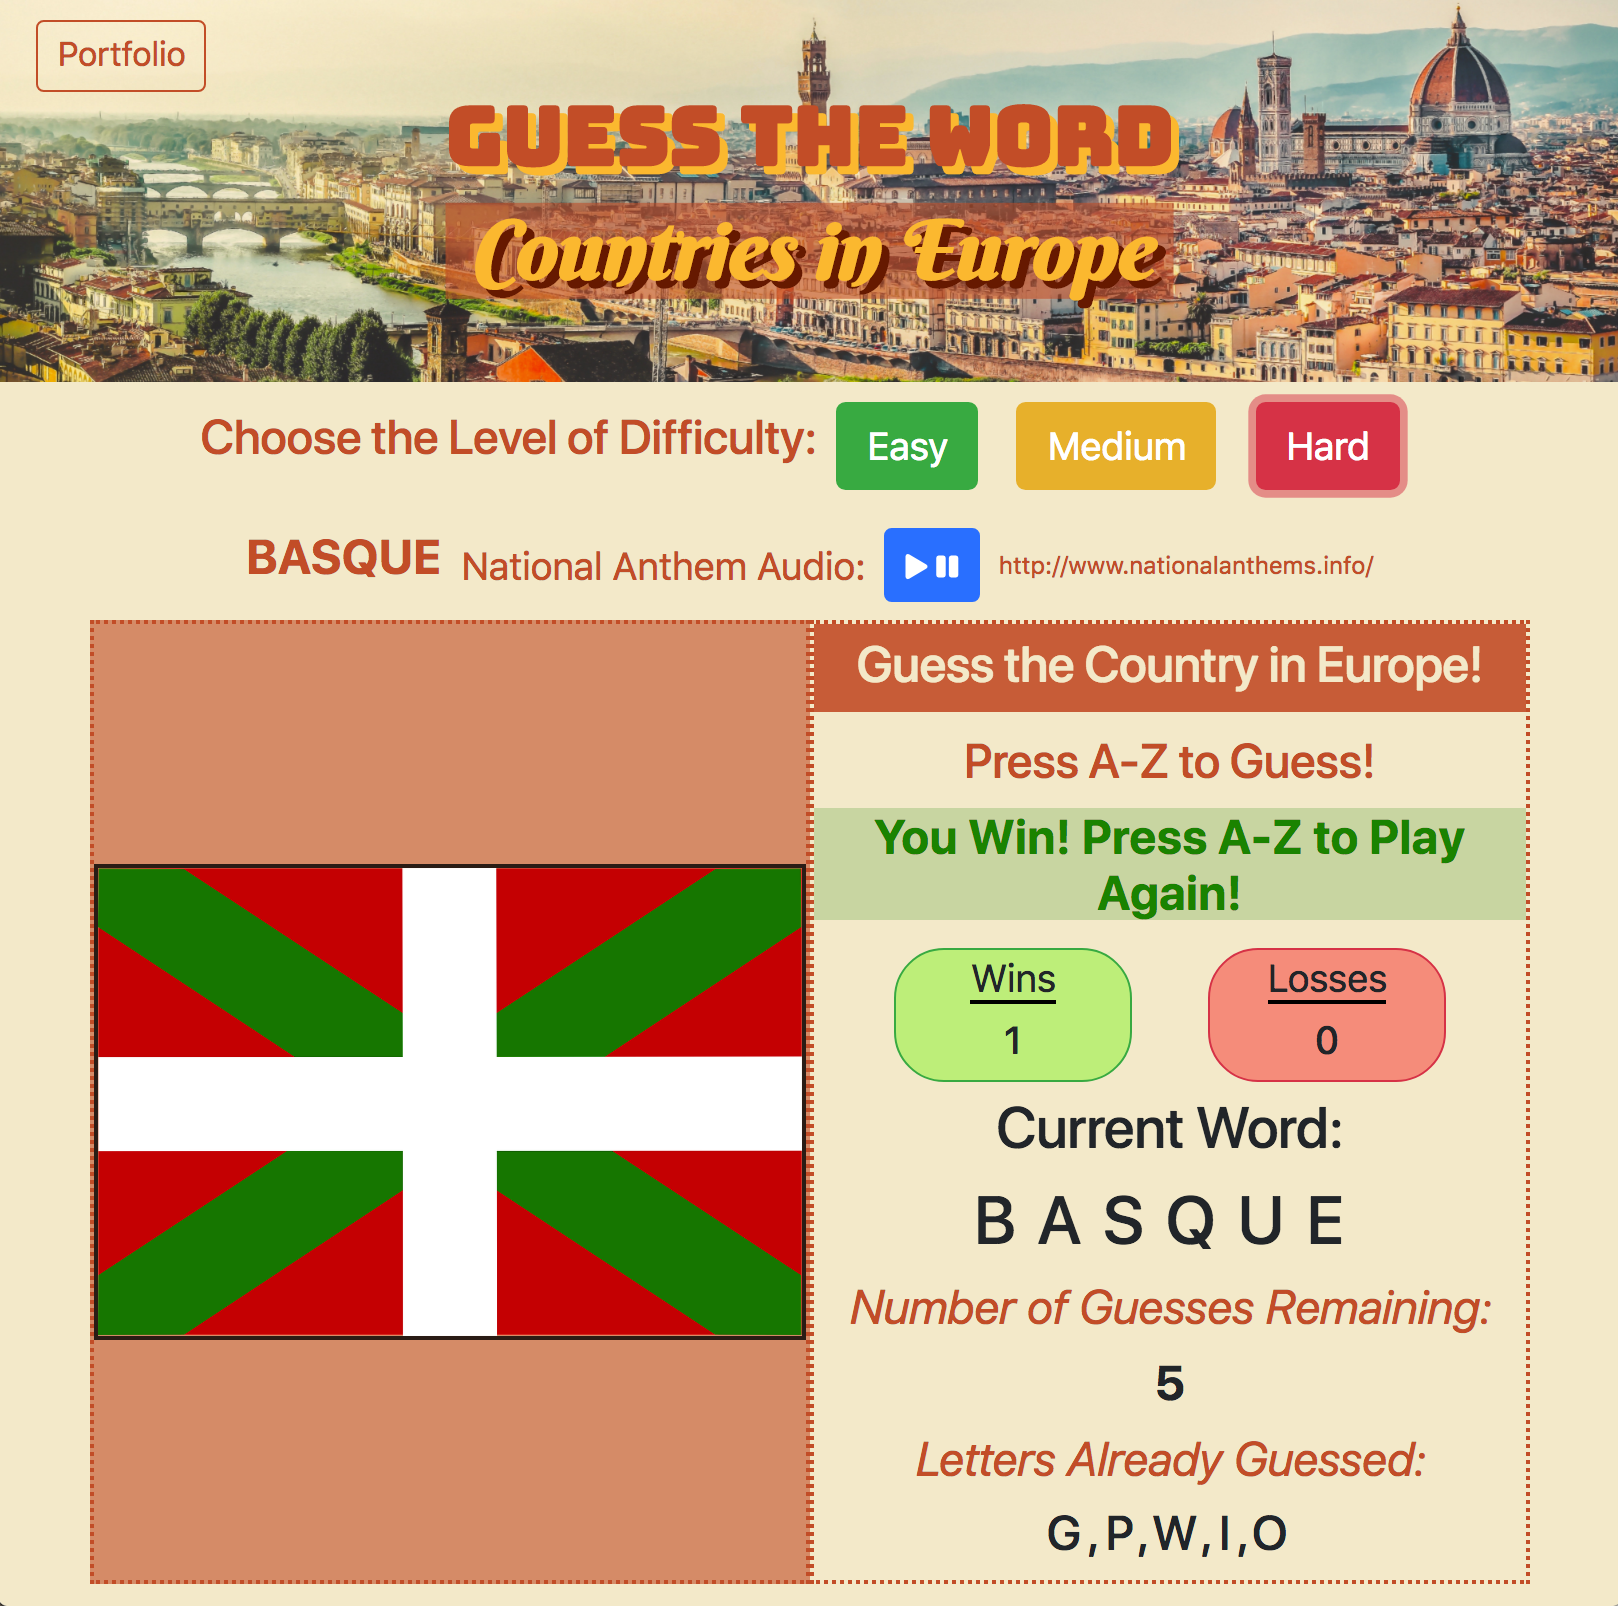 Portfolio
GUESS THE WORD
Countries in Europe
Choose the Level of Difficulty: Easy Medium Hard
BASQUE National Anthem Audio: http://www.nationalanthems.info/
Guess the Country in Europe!
Press A-Z to Guess!
You Win! Press A-Z to Play
Again!
Wins Losses
1 0
Current Word:
B A S Q U E
Number of Guesses Remaining:
5
Letters Already Guessed:
G,P,W,I,O